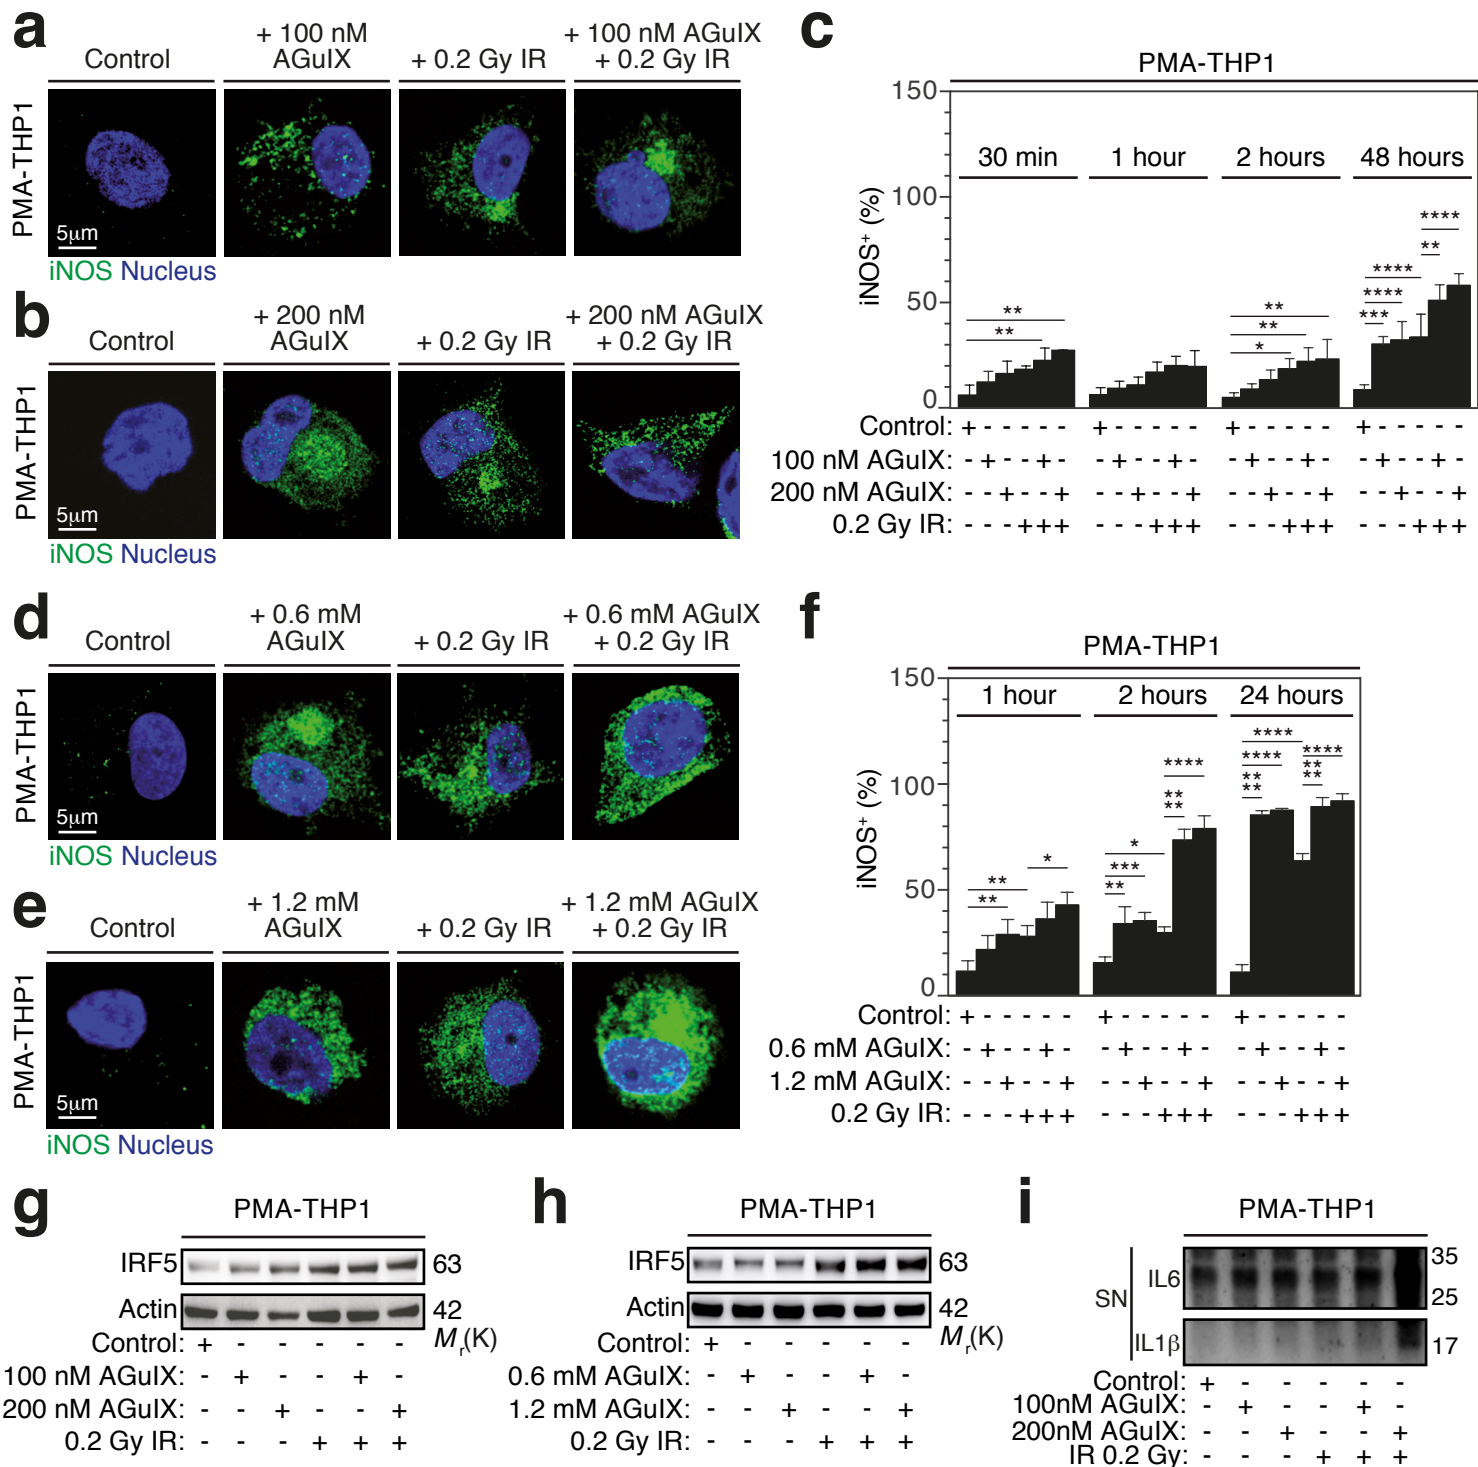 a
Control
+ 100 nM
AGuIX
+ 0.2 Gy IR
+ 100 nM AGuIX
+ 0.2 Gy IR
PMA-THP1
5µm
iNOS Nucleus
b
Control
+ 200 nM
AGuIX
+ 0.2 Gy IR
+ 200 nM AGuIX
+ 0.2 Gy IR
PMA-THP1
5µm
iNOS Nucleus
c
PMA-THP1
iNOS+ (%)
150
100
50
0
30 min
1 hour
2 hours
48 hours
** **
* ** **
*** **** **** ** ****
Control: + - - - - - + - - - - - + - - - - - + - - - - -
100 nM AGuIX: - + - - + - - + - - + - - + - - + - - + - - + -
200 nM AGuIX: - - + - - + - - + - - + - - + - - + - - + - - +
0.2 Gy IR: - - - + + + - - - + + + - - - + + + - - - + + +
d
Control
+ 0.6 mM
AGuIX
+ 0.2 Gy IR
+ 0.6 mM AGuIX
+ 0.2 Gy IR
PMA-THP1
5µm
iNOS Nucleus
e
Control
+ 1.2 mM
AGuIX
+ 0.2 Gy IR
+ 1.2 mM AGuIX
+ 0.2 Gy IR
PMA-THP1
5µm
iNOS Nucleus
f
PMA-THP1
iNOS+ (%)
150
100
50
0
1 hour
2 hours
24 hours
** ** *
** *** * **** ****
**** **** **** **** ****
Control: + - - - - - + - - - - - + - - - - -
0.6 mM AGuIX: - + - - + - - + - - + - - + - - + -
1.2 mM AGuIX: - - + - - + - - + - - + - - + - - +
0.2 Gy IR: - - - + + + - - - + + + - - - + + +
g
PMA-THP1
IRF5 63
Actin 42
Mr(K)
Control: + - - - - -
100 nM AGuIX: - + - - + -
200 nM AGuIX: - - + - - +
0.2 Gy IR: - - - + + +
h
PMA-THP1
IRF5 63
Actin 42
Mr(K)
Control: + - - - - -
0.6 mM AGuIX: - + - - + -
1.2 mM AGuIX: - - + - - +
0.2 Gy IR: - - - + + +
i
PMA-THP1
SN
IL6
35
25
IL1β
17
Control: + - - - - -
100nM AGuIX: - + - - + -
200nM AGuIX: - - + - - +
IR 0.2 Gy: - - - + + +